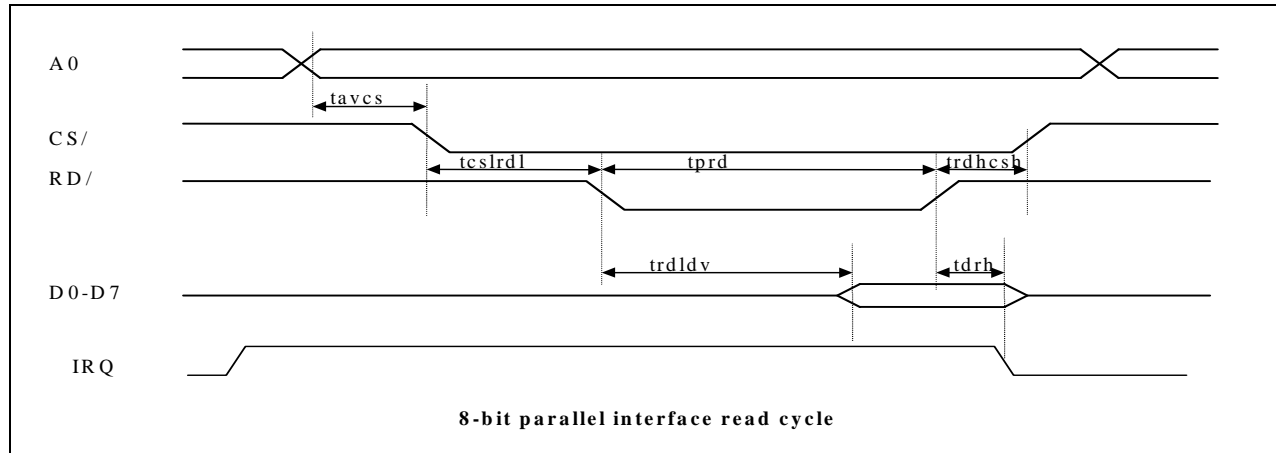 A0
tavcs
CS/
tcslrdl tprd trdhcsh
RD/
trdldv tdrh
D0-D7
IRQ
8-bit parallel interface read cycle